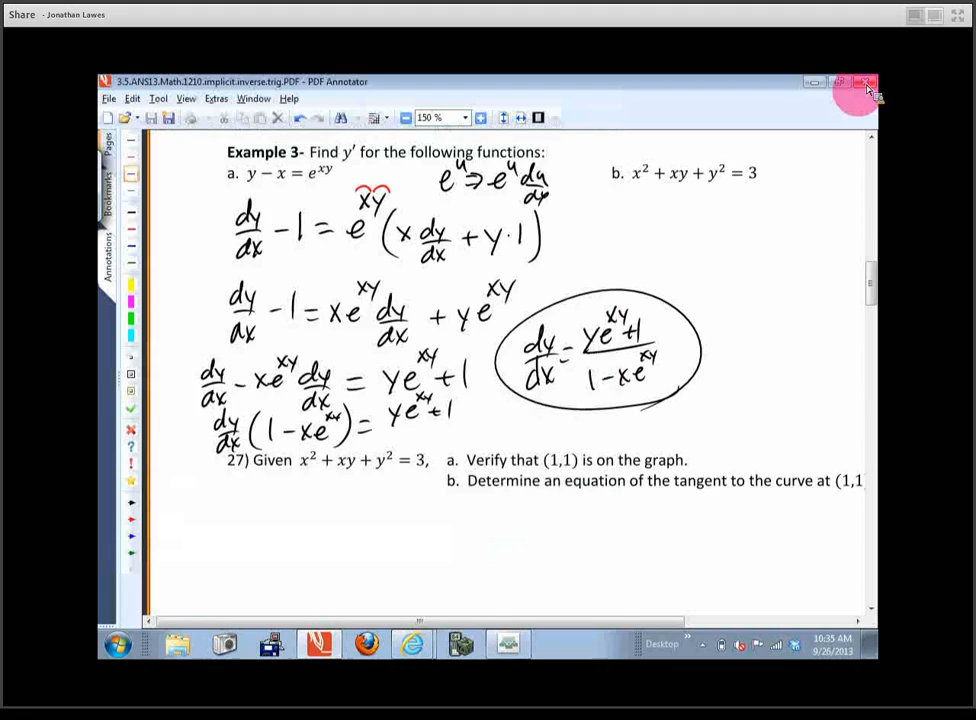 Share - Jonathan Lawes
3.5.ANS13.Math.1210.implicit.inverse.trig.PDF - PDF Annotator
File Edit Tool View Extras Window Help
150 %
Pages
Bookmarks
Annotations
Example 3- Find y′ for the following functions:
a. y − x = e^xy
e^u ⇒ e^u du/dx
b. x² + xy + y² = 3
dy/dx − 1 = e^xy (x dy/dx + y·1)
dy/dx − 1 = xe^xy dy/dx + ye^xy
dy/dx − xe^xy dy/dx = ye^xy + 1
dy/dx (1 − xe^xy) = ye^xy + 1
dy/dx = (ye^xy + 1)/(1 − xe^xy)
27) Given x² + xy + y² = 3, a. Verify that (1,1) is on the graph.
b. Determine an equation of the tangent to the curve at (1,1
Desktop
10:35 AM
9/26/2013